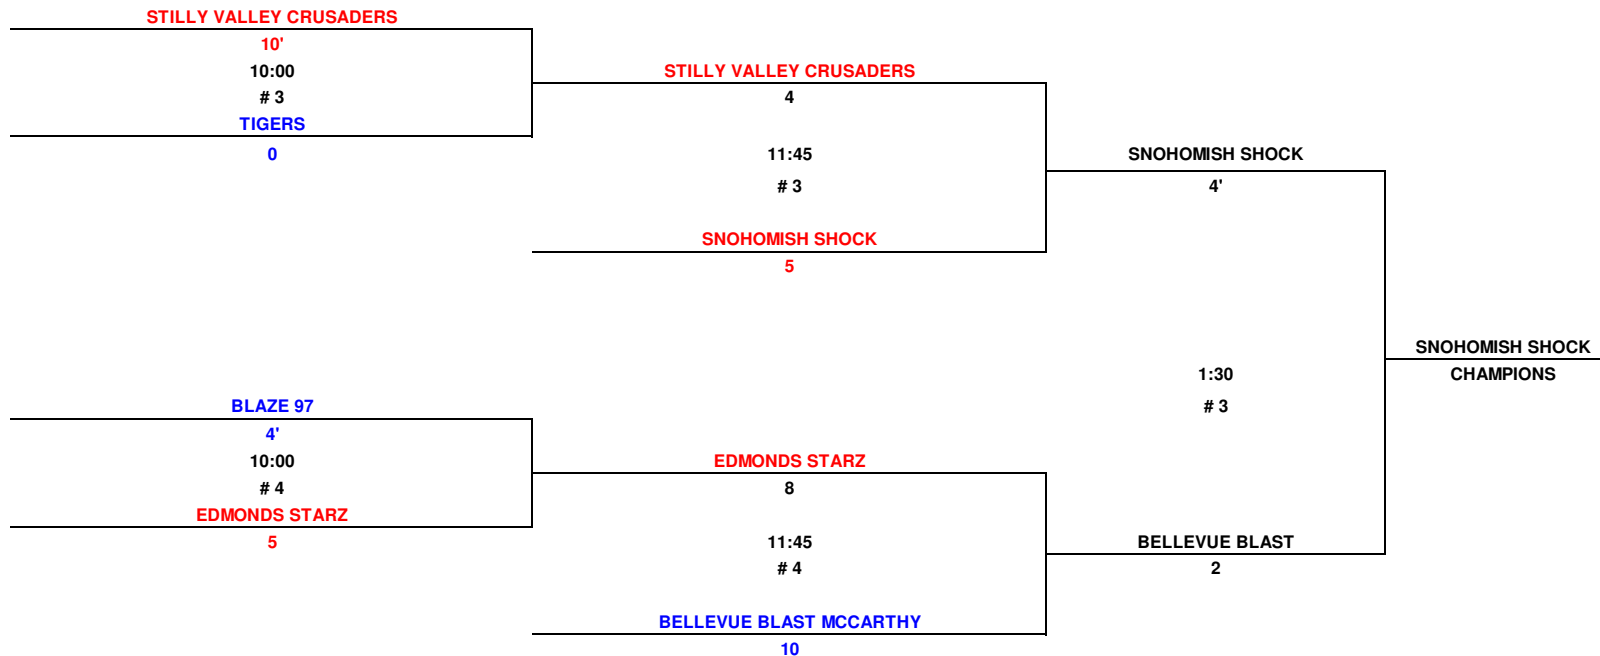 STILLY VALLEY CRUSADERS
10'
10:00
# 3
TIGERS
0
STILLY VALLEY CRUSADERS
4
11:45
# 3
SNOHOMISH SHOCK
5
SNOHOMISH SHOCK
4'
1:30
# 3
SNOHOMISH SHOCK
CHAMPIONS
BLAZE 97
4'
10:00
# 4
EDMONDS STARZ
5
EDMONDS STARZ
8
11:45
# 4
BELLEVUE BLAST MCCARTHY
10
BELLEVUE BLAST
2